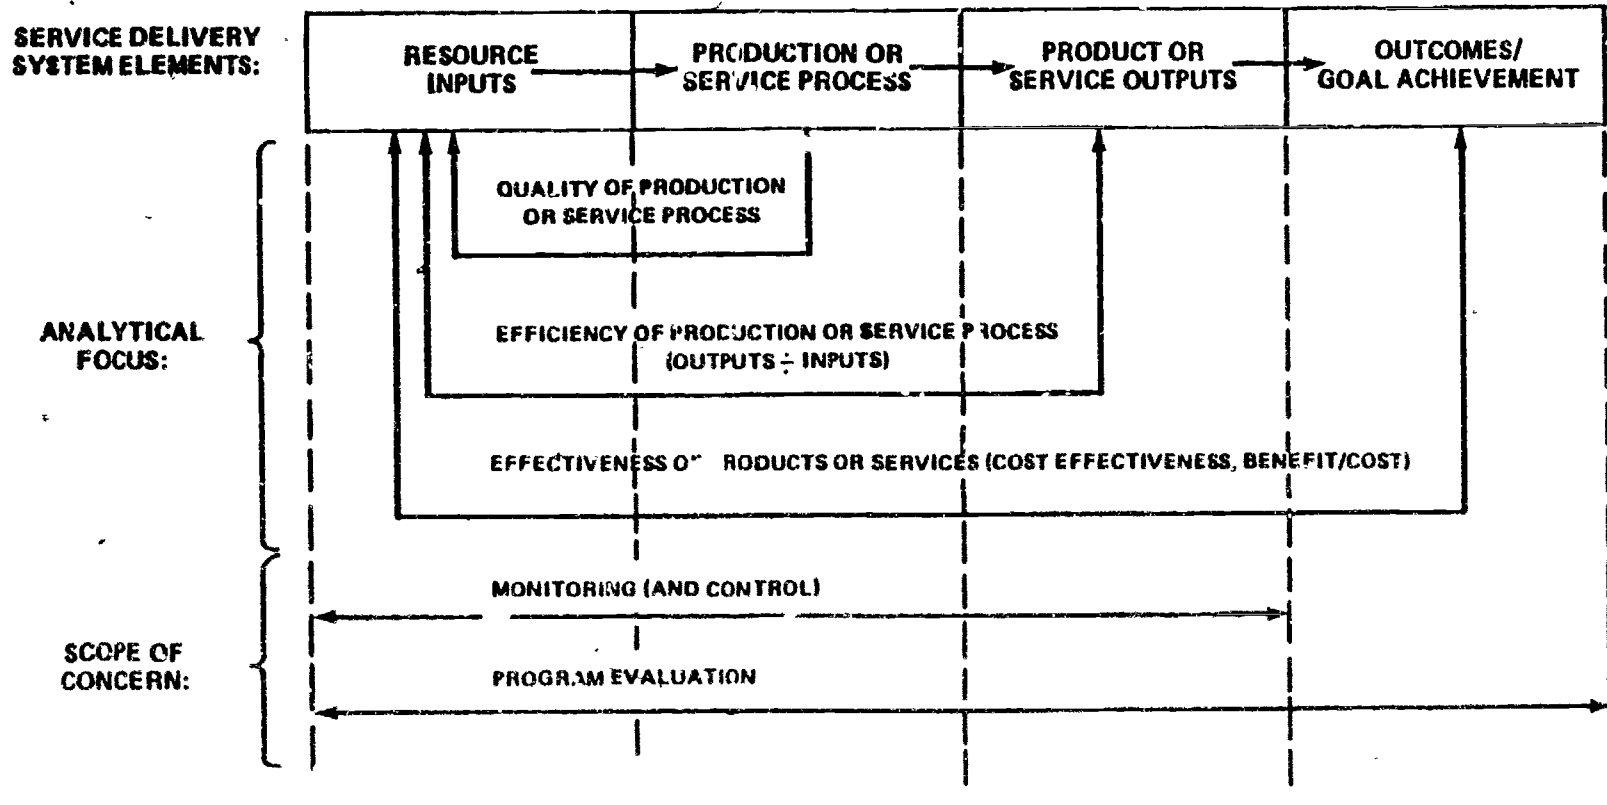 SERVICE DELIVERY
SYSTEM ELEMENTS:
RESOURCE
INPUTS
PRODUCTION OR
SERVICE PROCESS
PRODUCT OR
SERVICE OUTPUTS
OUTCOMES/
GOAL ACHIEVEMENT
ANALYTICAL
FOCUS:
QUALITY OF PRODUCTION
OR SERVICE PROCESS
EFFICIENCY OF PRODUCTION OR SERVICE PROCESS
(OUTPUTS ÷ INPUTS)
EFFECTIVENESS O RODUCTS OR SERVICES (COST EFFECTIVENESS, BENEFIT/COST)
SCOPE OF
CONCERN:
MONITORING (AND CONTROL)
PROGRAM EVALUATION